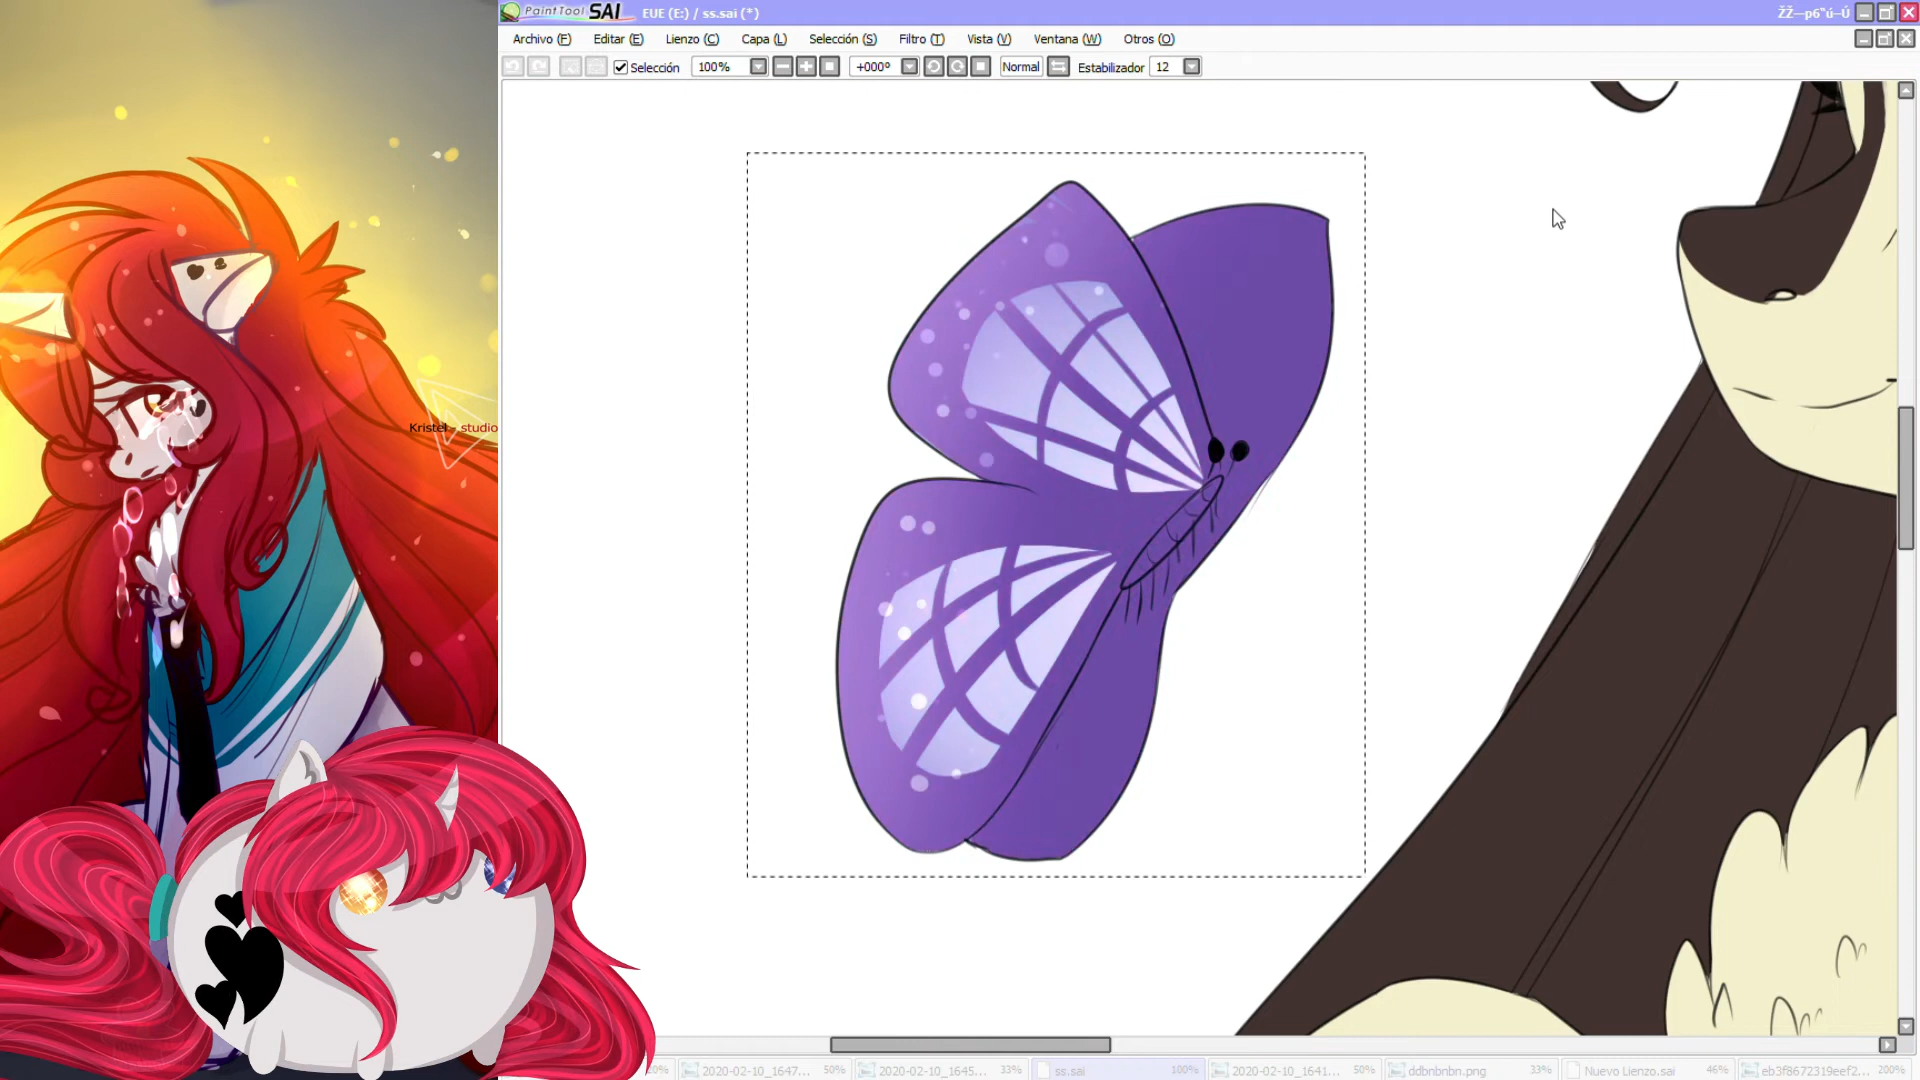 PaintTool SAI EUE (E:) / ss.sai (*)
Archivo (F) Editar (E) Lienzo (C) Capa (L) Selección (S) Filtro (T) Vista (V) Ventana (W) Otros (O)
Selección 100% +000º Normal Estabilizador 12
Kristel - studio
20% 2020-02-10_1647... 50% 2020-02-10_1645... 33% ss.sai 100% 2020-02-10_1641... 50% ddbnbnbn.png 33% Nuevo Lienzo.sai 46% eb3f8672319eef2... 200%